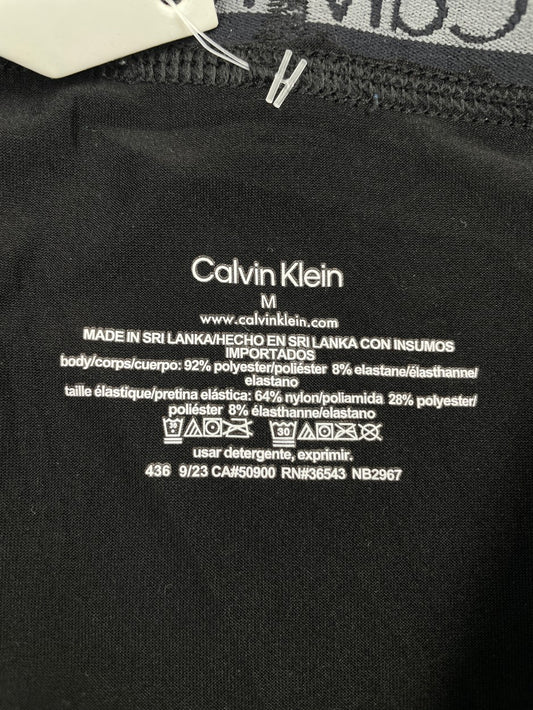 Calvin Klein
M
www.calvinklein.com
MADE IN SRI LANKA/HECHO EN SRI LANKA CON INSUMOS
IMPORTADOS
body/corps/cuerpo: 92% polyester/poliéster 8% elastane/élasthanne/
elastano
taille élastique/pretina elástica: 64% nylon/poliamida 28% polyester/
poliéster 8% élasthanne/elastano
30
usar detergente, exprimir.
436 9/23 CA#50900 RN#36543 NB2967